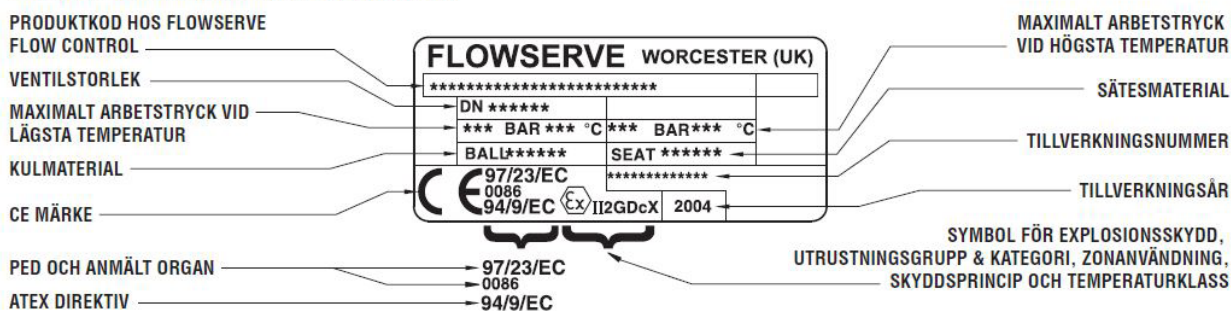 PRODUKTKOD HOS FLOWSERVE
FLOW CONTROL
VENTILSTORLEK
MAXIMALT ARBETSTRYCK VID
LÄGSTA TEMPERATUR
KULMATERIAL
CE MÄRKE
PED OCH ANMÄLT ORGAN
ATEX DIREKTIV
FLOWSERVE WORCESTER (UK)
*************************
DN ******
*** BAR *** °C *** BAR*** °C
BALL****** SEAT ******
CE 97/23/EC *************
0086
94/9/EC Ex II2GDcX 2004
97/23/EC
0086
94/9/EC
MAXIMALT ARBETSTRYCK
VID HÖGSTA TEMPERATUR
SÄTESMATERIAL
TILLVERKNINGSNUMMER
TILLVERKNINGSÅR
SYMBOL FÖR EXPLOSIONSSKYDD,
UTRUSTNINGSGRUPP & KATEGORI, ZONANVÄNDNING,
SKYDDSPRINCIP OCH TEMPERATURKLASS